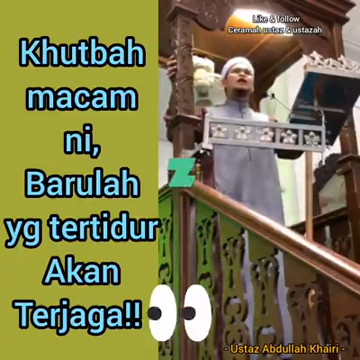 Like & follow
Ceramah ustaz & ustazah
Khutbah
macam
ni,
Barulah
yg tertidur
Akan
Terjaga!!
- Ustaz Abdullah Khairi -